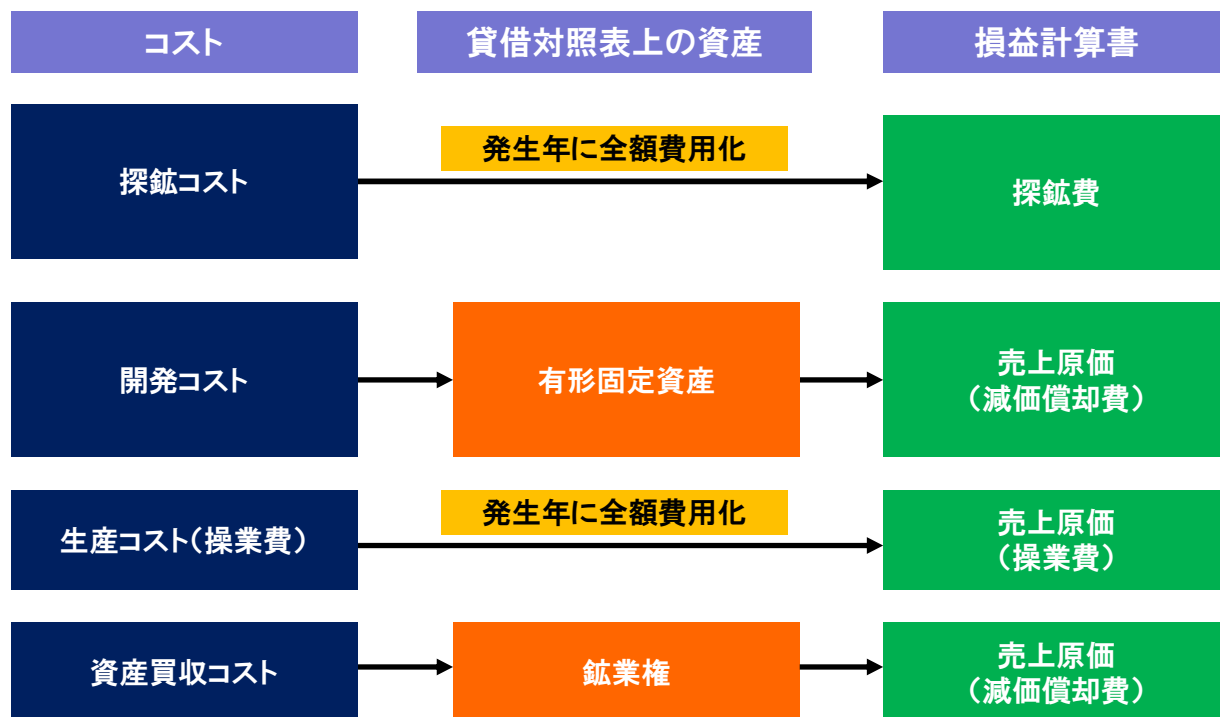 コスト
貸借対照表上の資産
損益計算書
発生年に全額費用化
探鉱コスト
探鉱費
開発コスト
有形固定資産
売上原価
（減価償却費）
発生年に全額費用化
生産コスト（操業費）
売上原価
（操業費）
資産買収コスト
鉱業権
売上原価
（減価償却費）